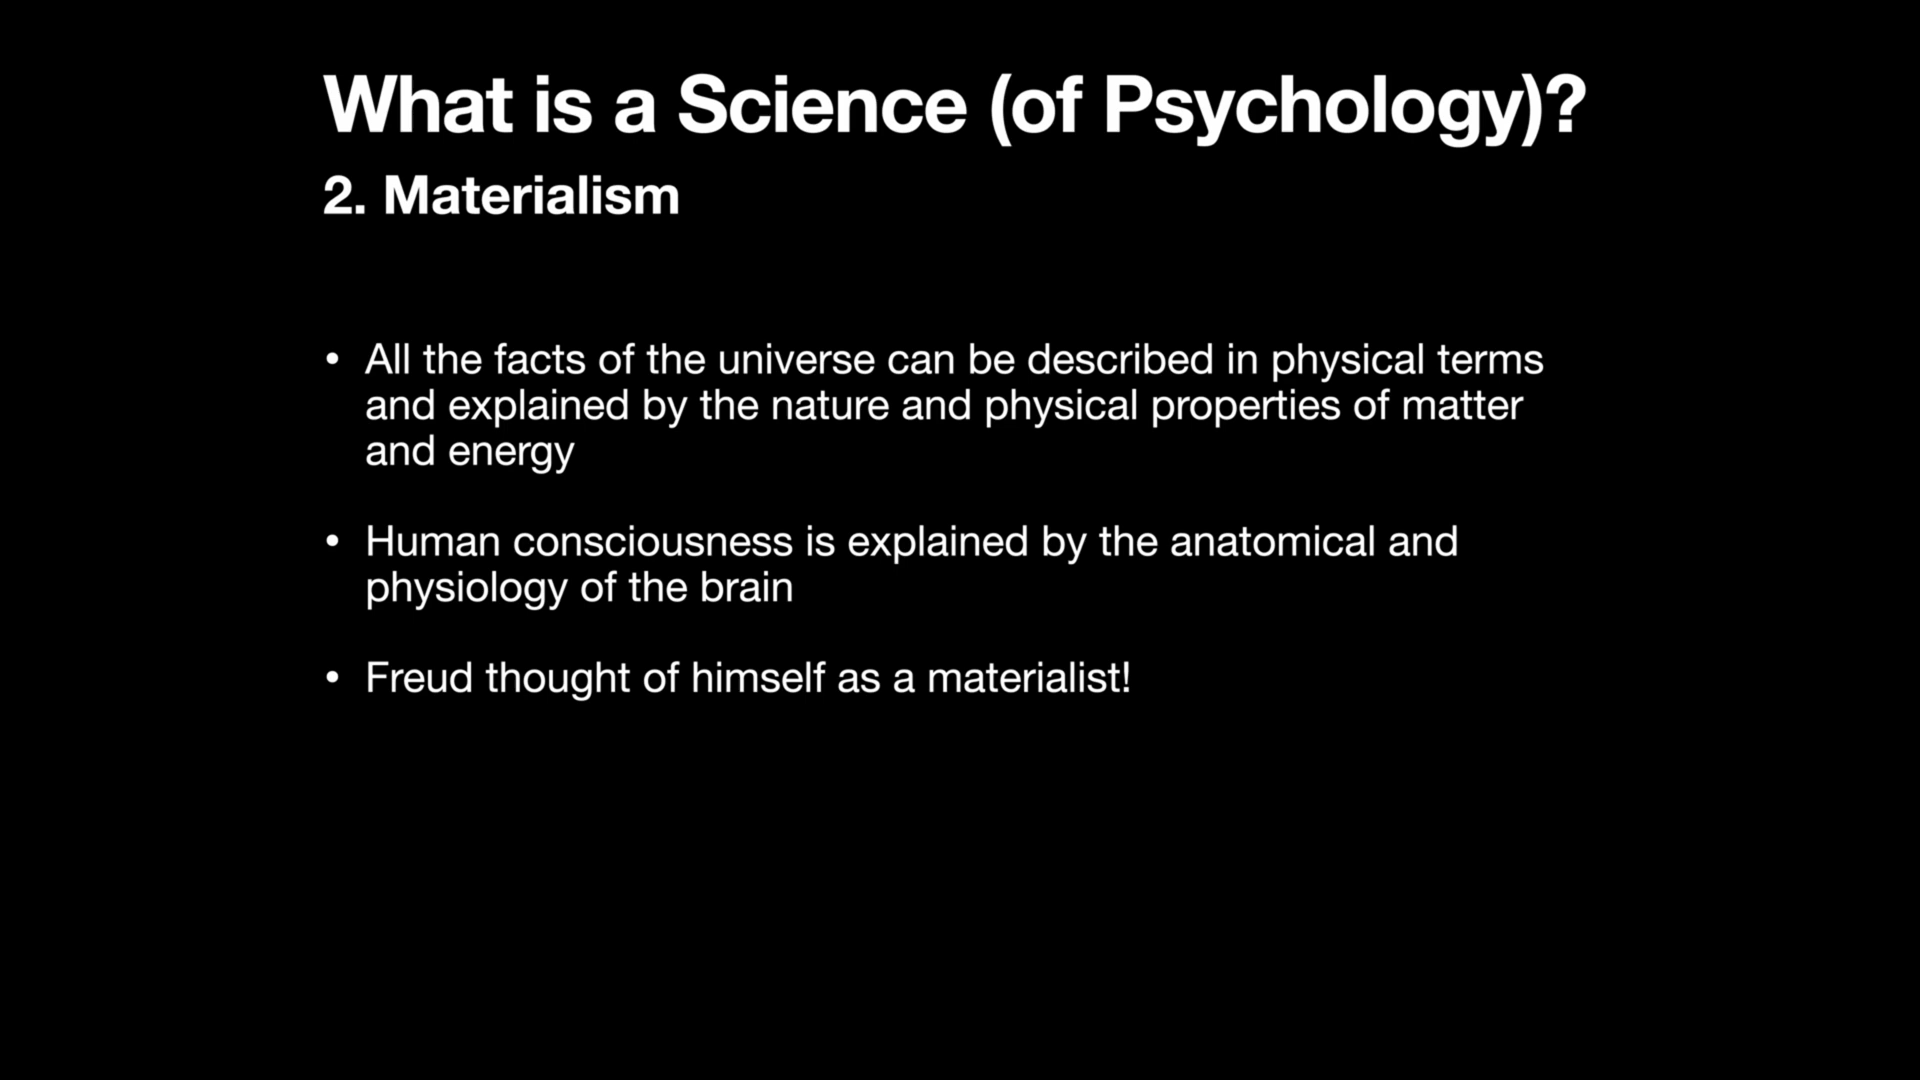 What is a Science (of Psychology)?
2. Materialism
• All the facts of the universe can be described in physical terms
and explained by the nature and physical properties of matter
and energy
• Human consciousness is explained by the anatomical and
physiology of the brain
• Freud thought of himself as a materialist!